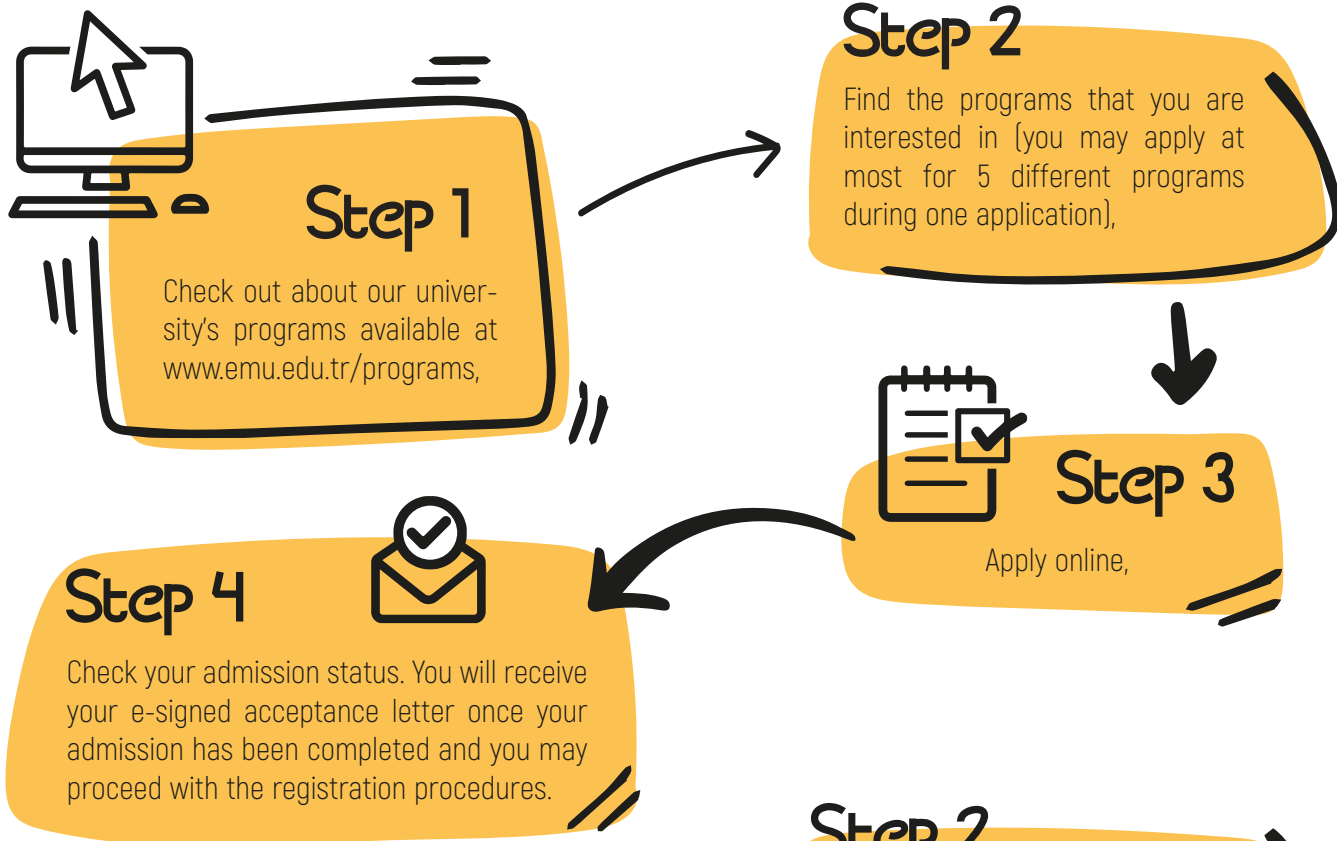 Step 1
Check out about our univer-
sity's programs available at
www.emu.edu.tr/programs,
Step 2
Find the programs that you are
interested in (you may apply at
most for 5 different programs
during one application),
Step 3
Apply online,
Step 4
Check your admission status. You will receive
your e-signed acceptance letter once your
admission has been completed and you may
proceed with the registration procedures.
Step 2